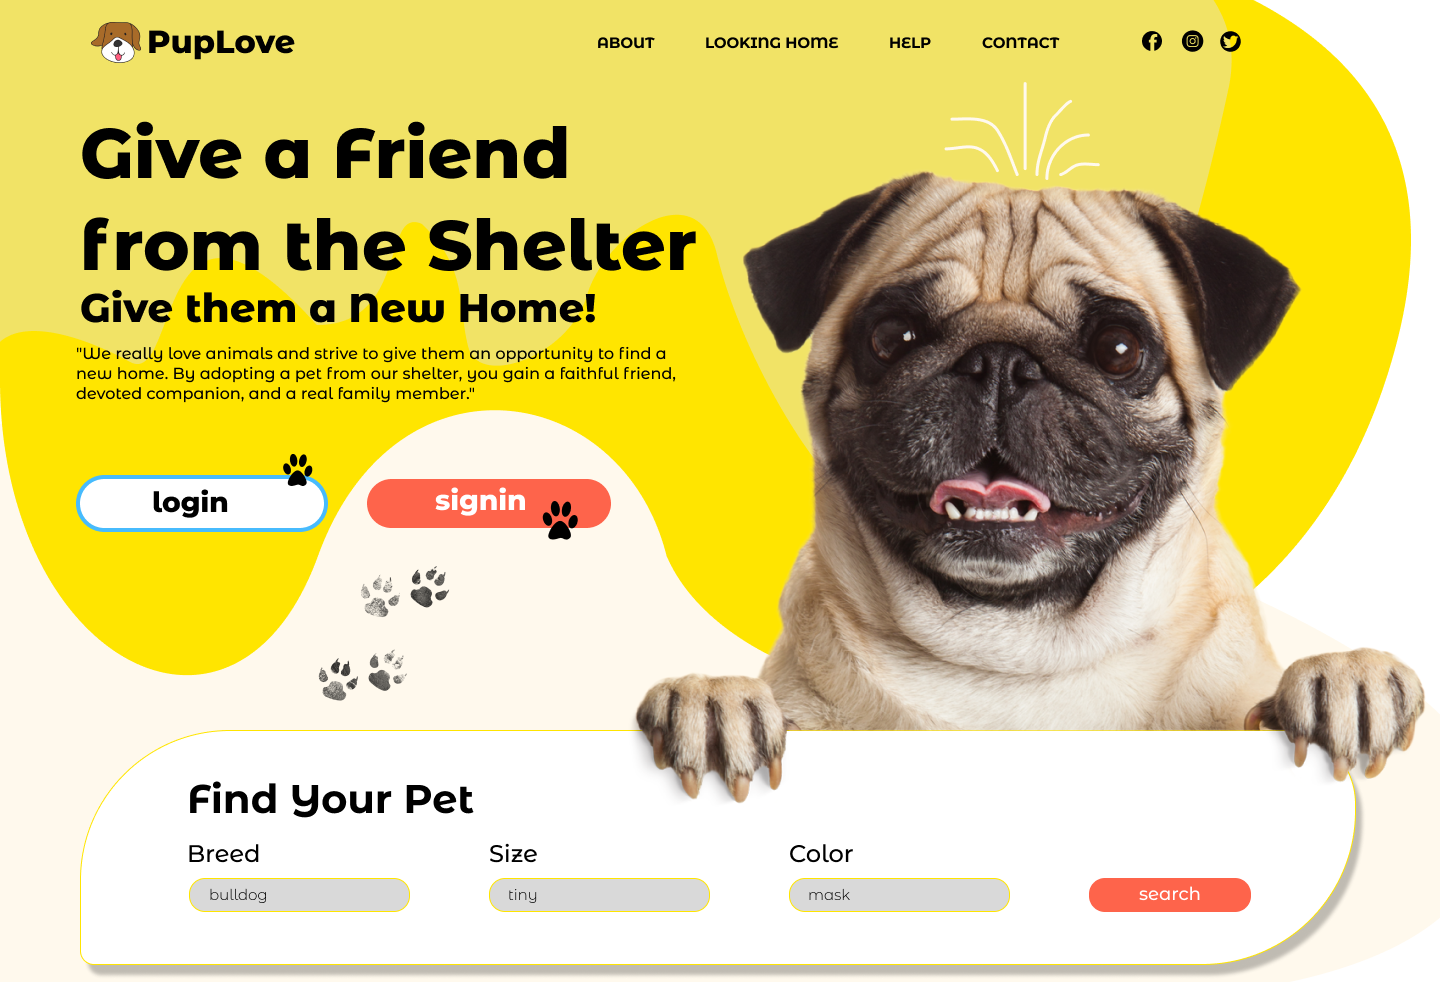 PupLove
ABOUT LOOKING HOME HELP CONTACT
Give a Friend
from the Shelter
Give them a New Home!
"We really love animals and strive to give them an opportunity to find a
new home. By adopting a pet from our shelter, you gain a faithful friend,
devoted companion, and a real family member."
login signin
Find Your Pet
Breed Size Color
bulldog tiny mask search